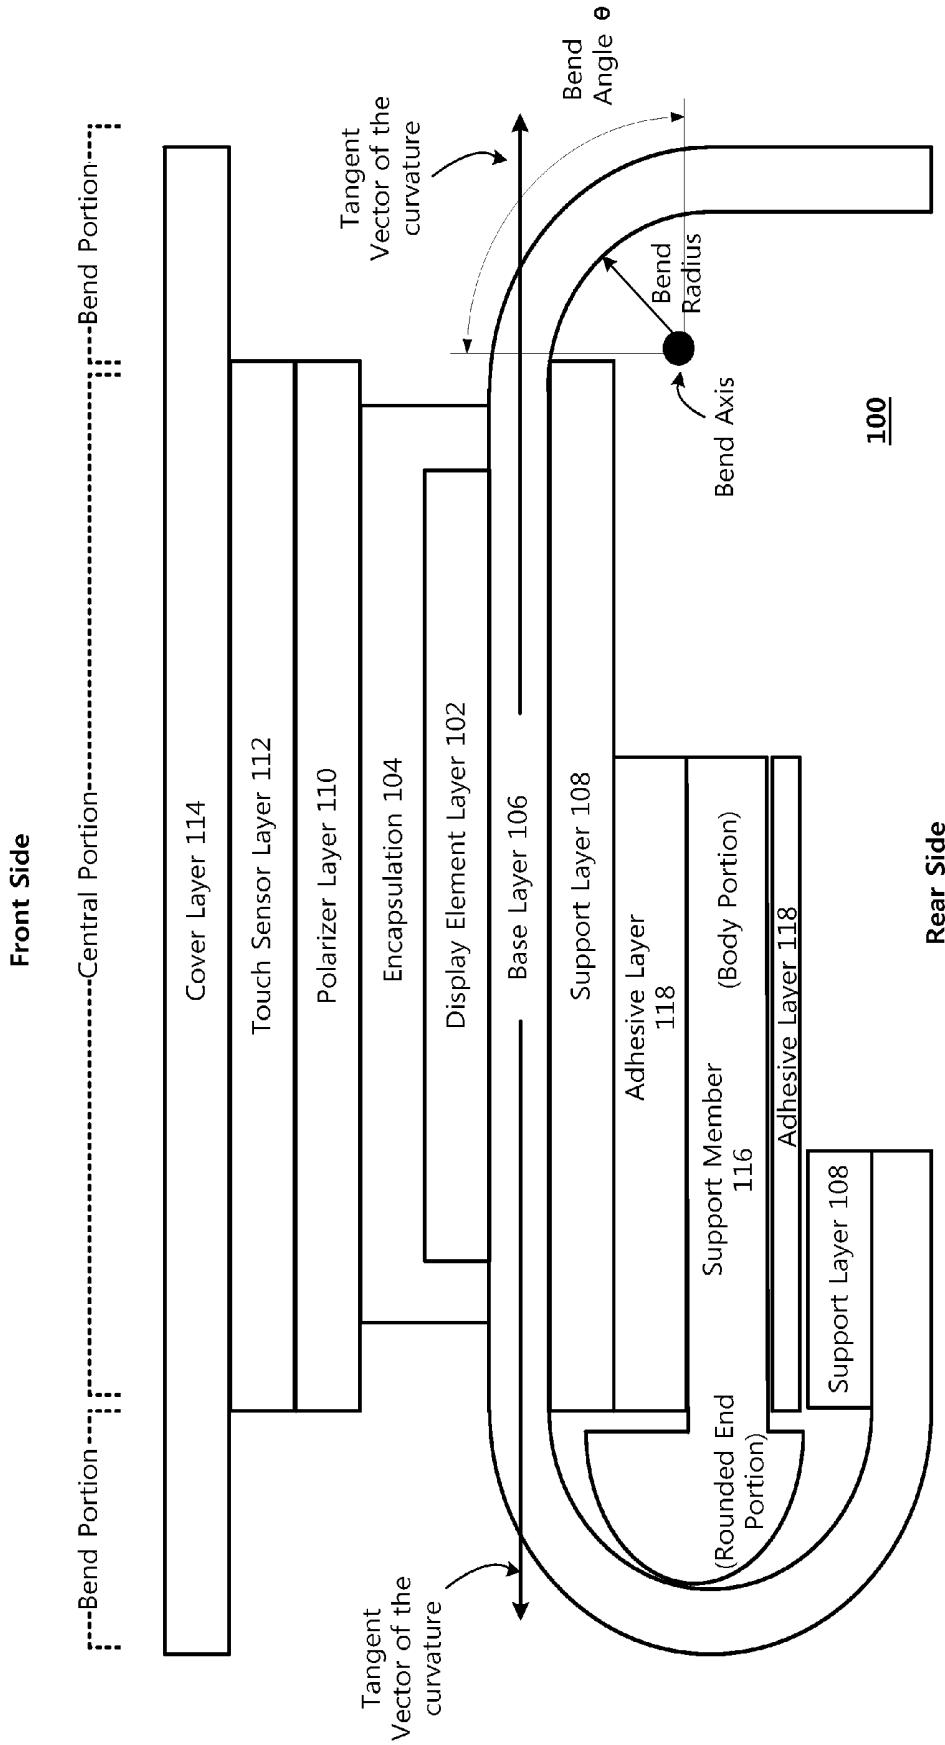 Front Side
Bend Portion
Central Portion
Bend Portion
Cover Layer 114
Touch Sensor Layer 112
Polarizer Layer 110
Encapsulation 104
Display Element Layer 102
Tangent
Vector of the
curvature
Tangent
Vector of the
curvature
Base Layer 106
Bend
Angle θ
Support Layer 108
Adhesive Layer
118
Bend
Radius
Support Member
116
(Body Portion)
(Rounded End
Portion)
Bend Axis
Adhesive Layer 118
Support Layer 108
100
Rear Side